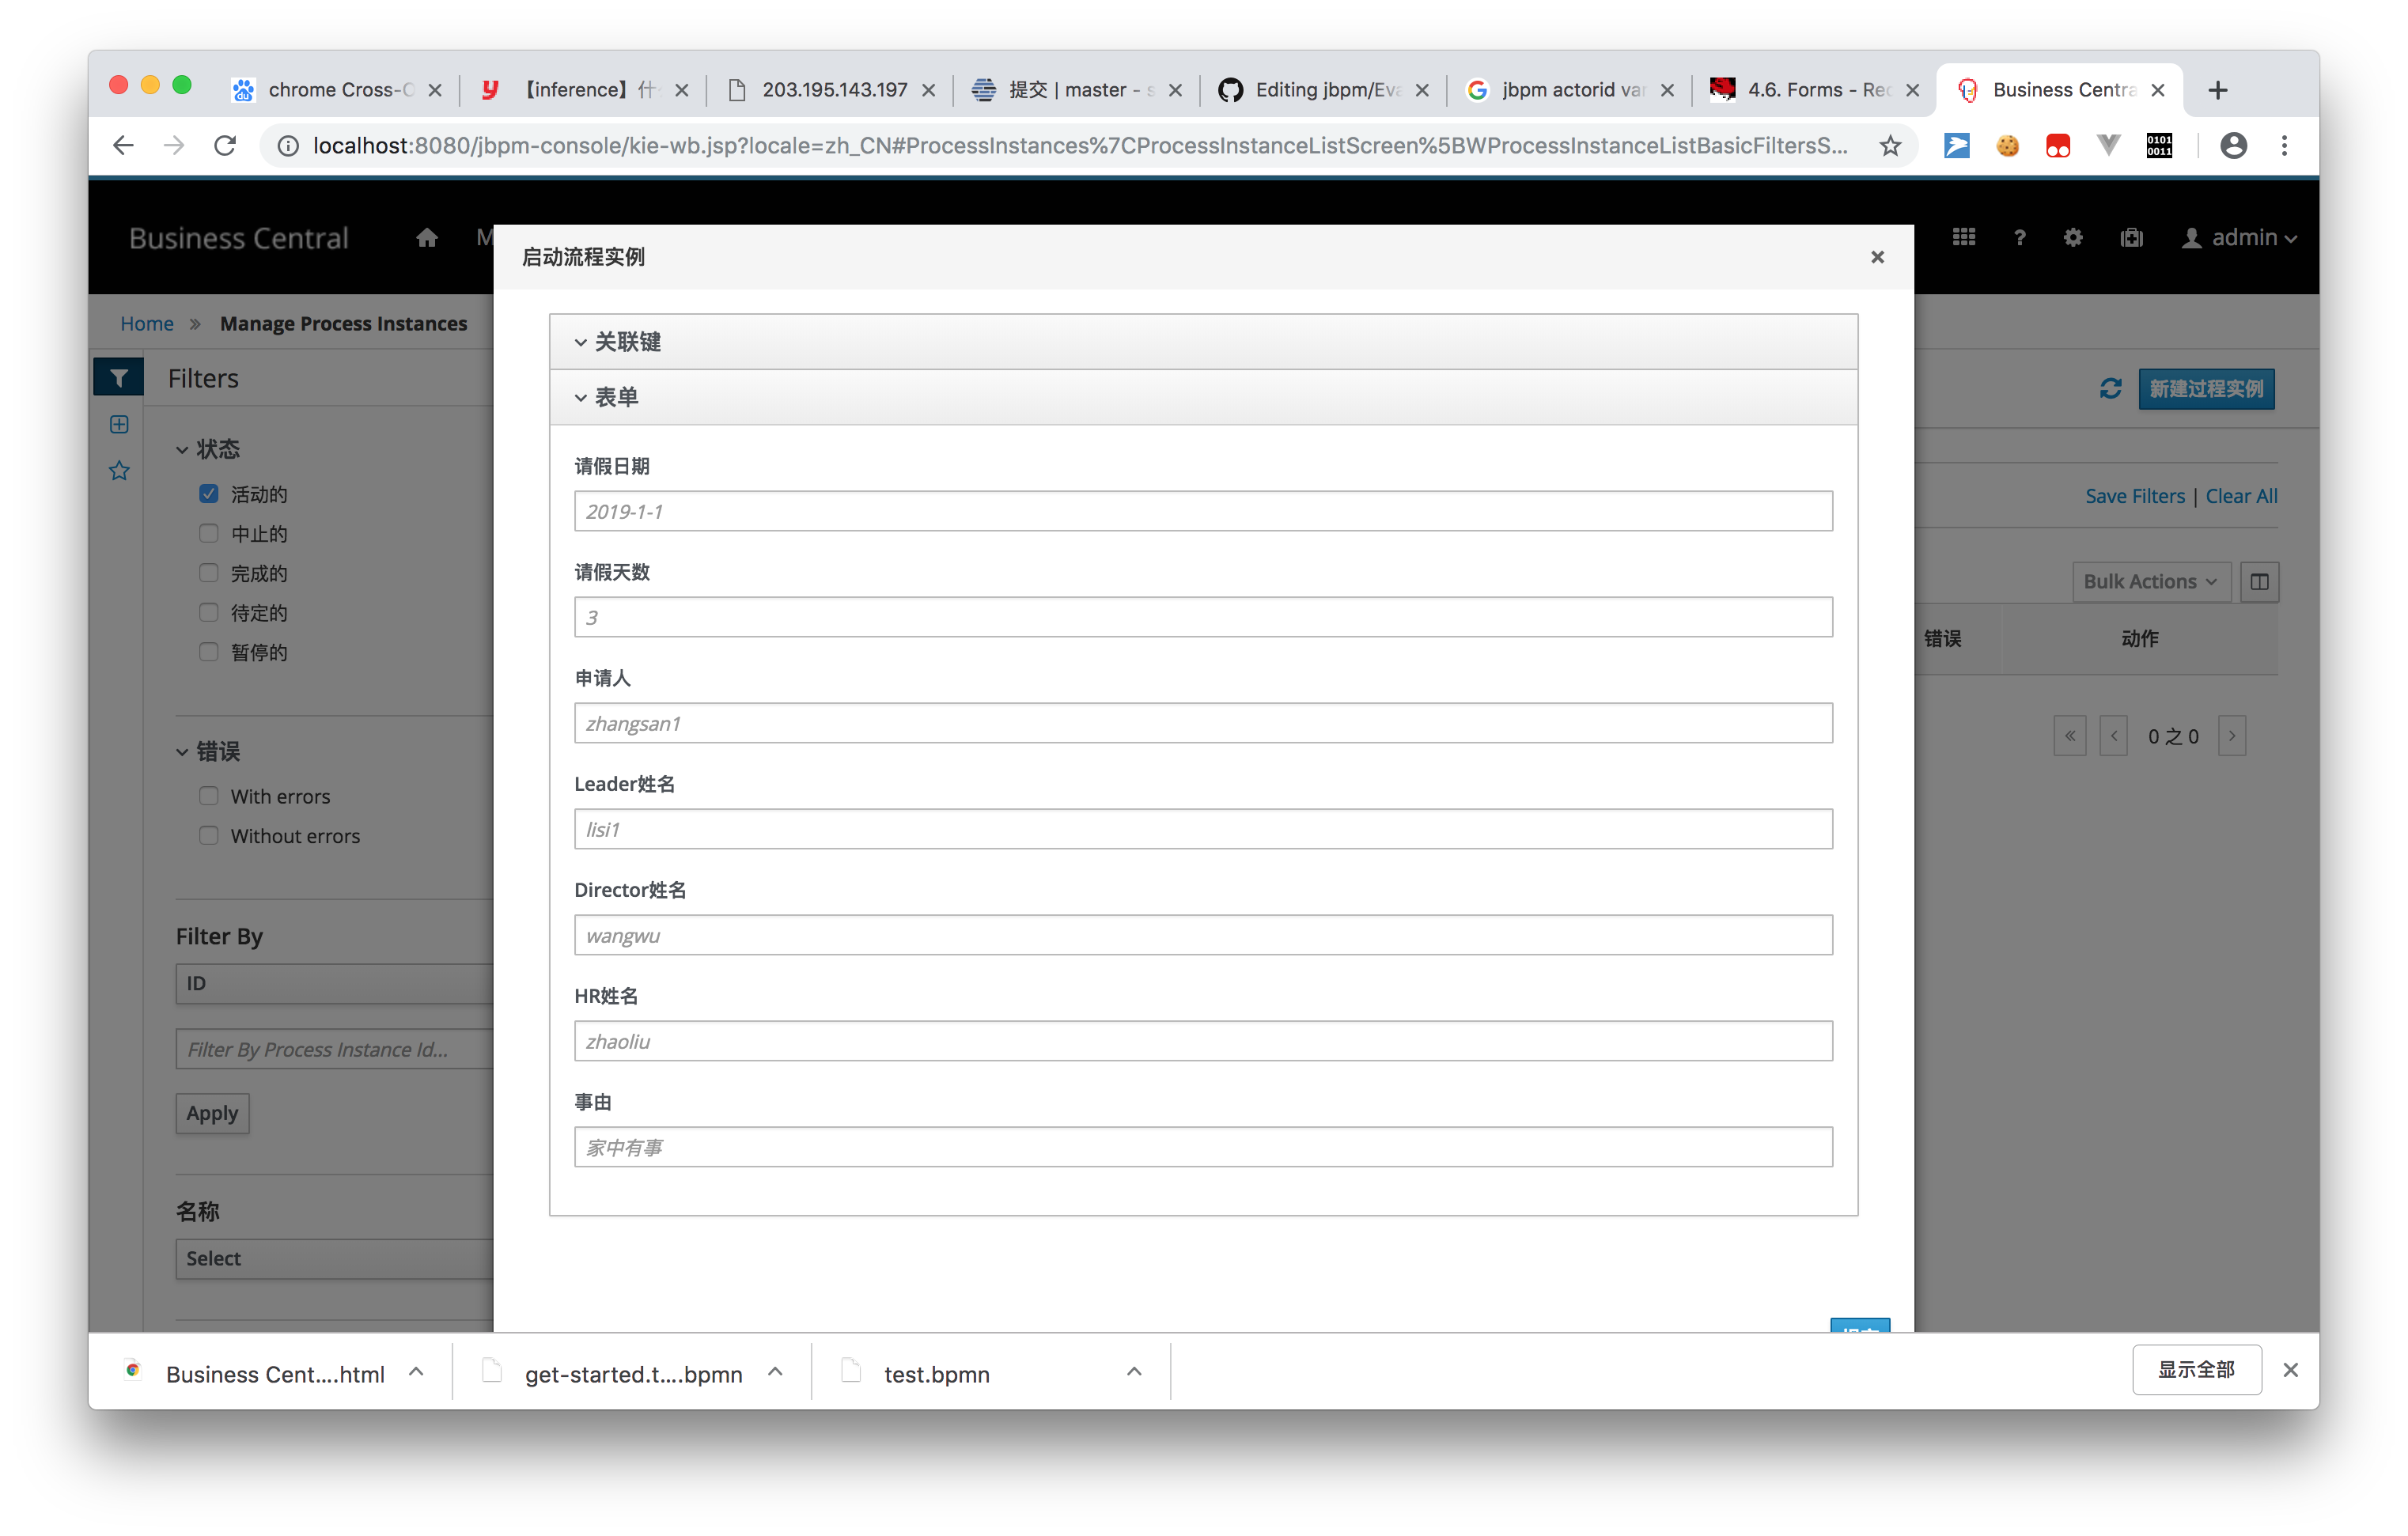 chrome Cross-O
【inference】什
203.195.143.197
提交 | master - s
Editing jbpm/Eva
jbpm actorid var
4.6. Forms - Red
Business Centra
localhost:8080/jbpm-console/kie-wb.jsp?locale=zh_CN#ProcessInstances%7CProcessInstanceListScreen%5BWProcessInstanceListBasicFiltersS...
0101
0011
Business Central
M
admin
启动流程实例
Home » Manage Process Instances
Filters
新建过程实例
关联键
表单
状态
活动的
中止的
完成的
待定的
暂停的
错误
With errors
Without errors
Filter By
ID
Filter By Process Instance Id...
Apply
名称
Select
请假日期
2019-1-1
请假天数
3
申请人
zhangsan1
Leader姓名
lisi1
Director姓名
wangwu
HR姓名
zhaoliu
事由
家中有事
Save Filters | Clear All
Bulk Actions
错误 动作
0 之 0
Business Cent....html
get-started.t....bpmn
test.bpmn
显示全部